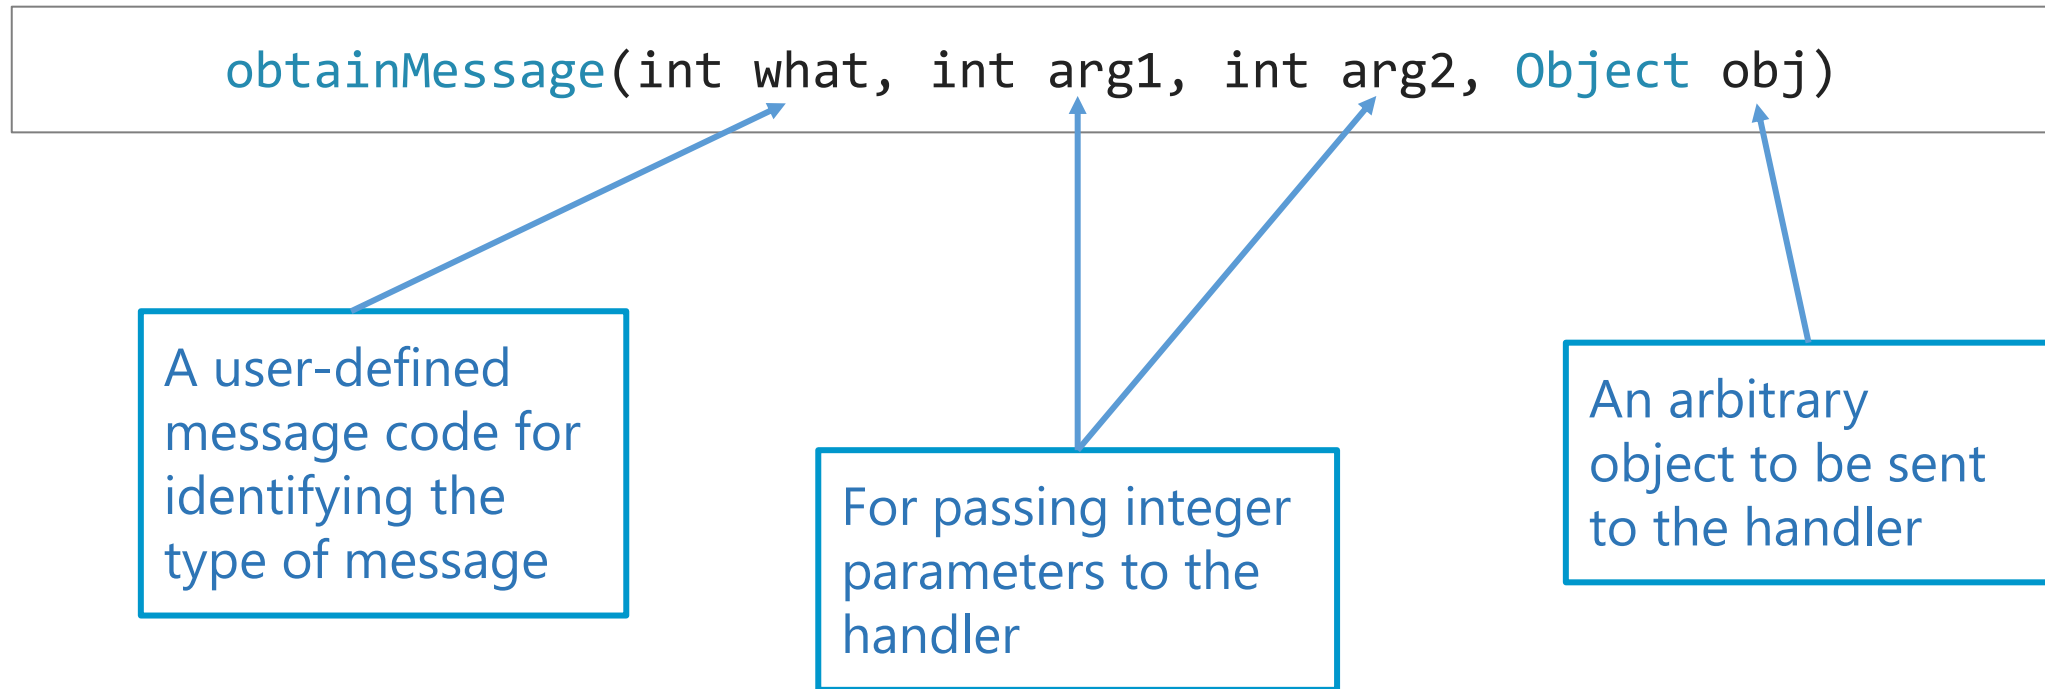 obtainMessage(int what, int arg1, int arg2, Object obj)
A user-defined
message code for
identifying the
type of message
For passing integer
parameters to the
handler
An arbitrary
object to be sent
to the handler